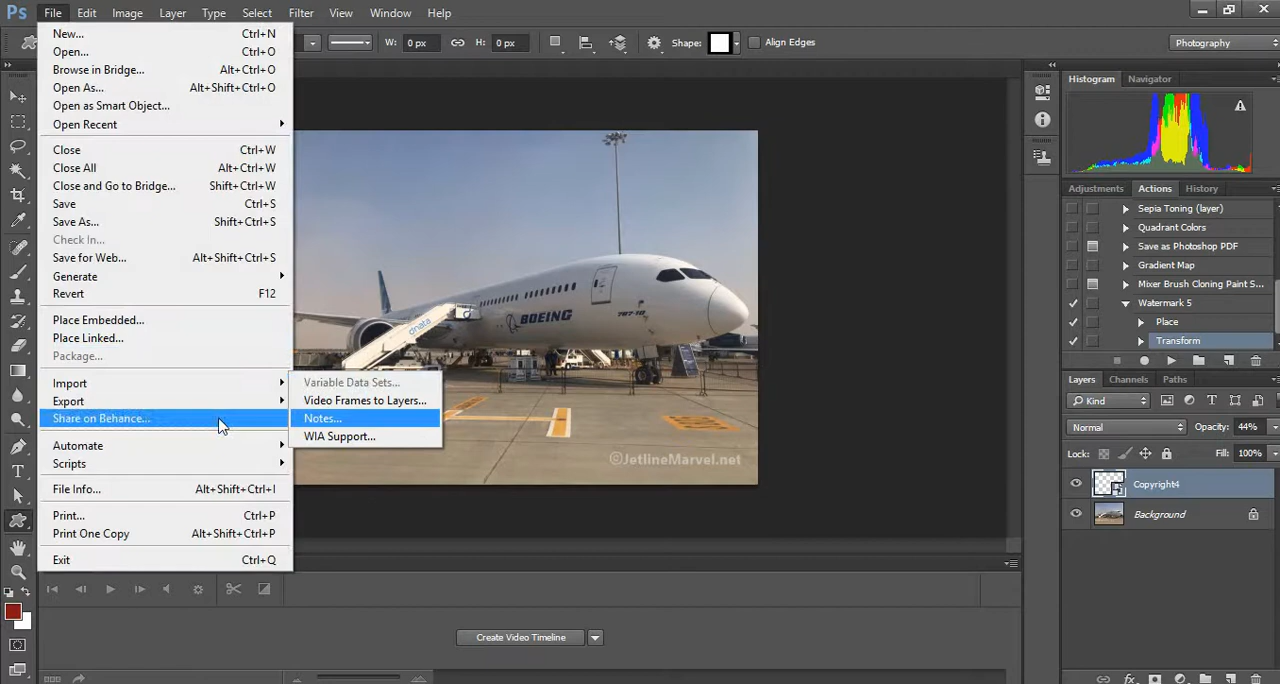 Ps File Edit Image Layer Type Select Filter View Window Help
W: 0 px H: 0 px Shape: Align Edges Photography
New... Ctrl+N
Open... Ctrl+O
Browse in Bridge... Alt+Ctrl+O
Open As... Alt+Shift+Ctrl+O
Open as Smart Object...
Open Recent
Close Ctrl+W
Close All Alt+Ctrl+W
Close and Go to Bridge... Shift+Ctrl+W
Save Ctrl+S
Save As... Shift+Ctrl+S
Check In...
Save for Web... Alt+Shift+Ctrl+S
Generate
Revert F12
Place Embedded...
Place Linked...
Package...
Import
Export
Share on Behance...
Automate
Scripts
File Info... Alt+Shift+Ctrl+I
Print... Ctrl+P
Print One Copy Alt+Shift+Ctrl+P
Exit Ctrl+Q
Variable Data Sets...
Video Frames to Layers...
Notes...
WIA Support...
dnata
BOEING
787-10
©JetlineMarvel.net
Create Video Timeline
Histogram Navigator
Adjustments Actions History
Sepia Toning (layer)
Quadrant Colors
Save as Photoshop PDF
Gradient Map
Mixer Brush Cloning Paint S...
Watermark 5
Place
Transform
Layers Channels Paths
Kind
Normal Opacity: 44%
Lock: Fill: 100%
Copyright4
Background